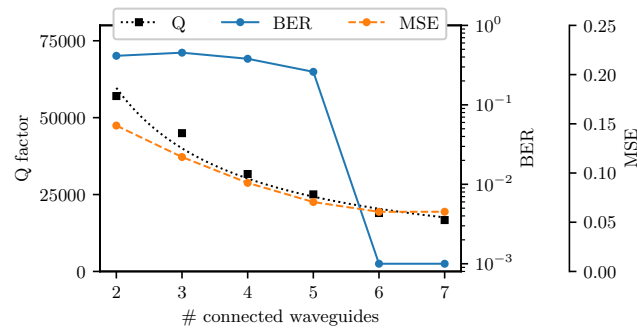 Q BER MSE
75000
50000
25000
0
Q factor
2 3 4 5 6 7
# connected waveguides
10^0
10^{-1}
10^{-2}
10^{-3}
BER
0.25
0.20
0.15
0.10
0.05
0.00
MSE